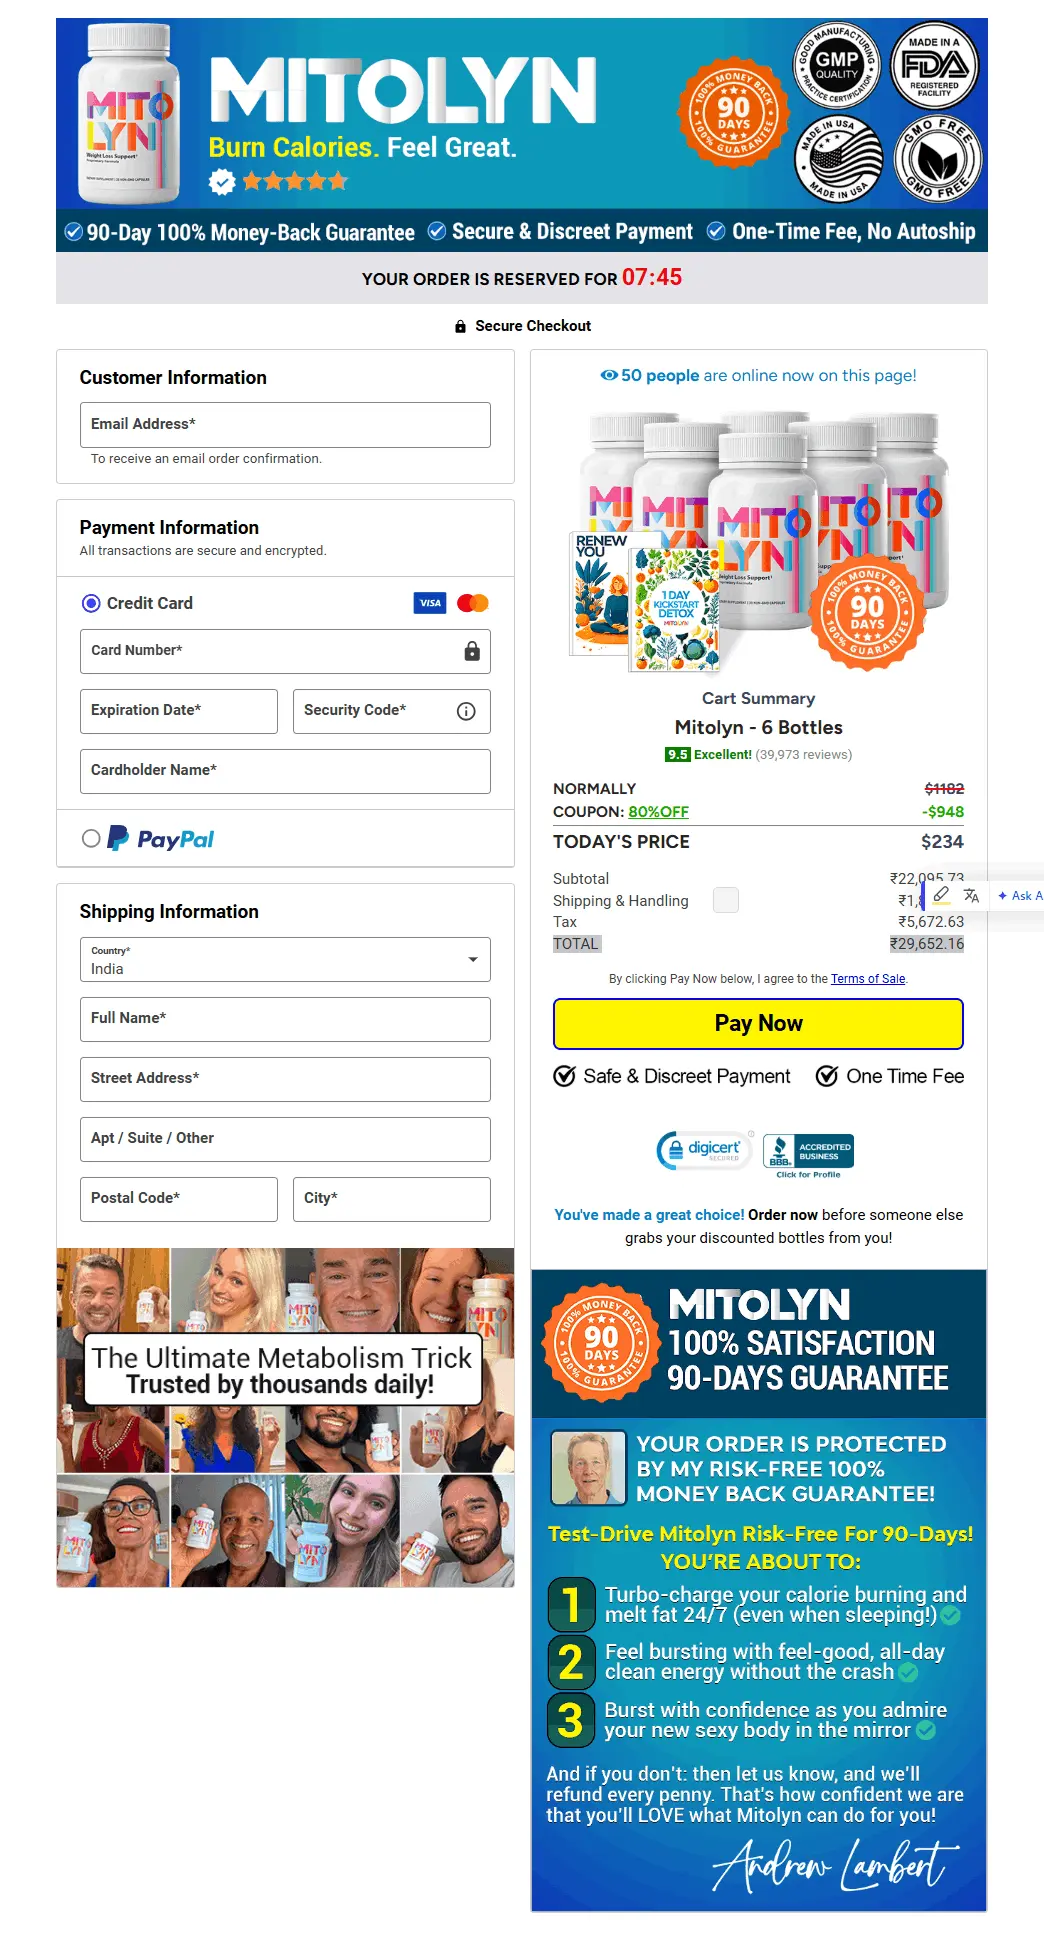 MITO
LYN
Weight Loss Support*
MITOLYN
Burn Calories. Feel Great.
100% MONEY BACK
90
DAYS
100% GUARANTEE
GOOD MANUFACTURING
GMP
QUALITY
PRACTICE CERTIFICATION
MADE IN A
FDA
REGISTERED
FACILITY
MADE IN USA
MADE IN USA
GMO FREE
GMO FREE
90-Day 100% Money-Back Guarantee
Secure & Discreet Payment
One-Time Fee, No Autoship
YOUR ORDER IS RESERVED FOR 07:45
Secure Checkout
Customer Information
Email Address*
To receive an email order confirmation.
Payment Information
All transactions are secure and encrypted.
Credit Card
VISA
Card Number*
Expiration Date*
Security Code*
Cardholder Name*
PayPal
Shipping Information
Country*
India
Full Name*
Street Address*
Apt / Suite / Other
Postal Code*
City*
The Ultimate Metabolism Trick
Trusted by thousands daily!
50 people are online now on this page!
MITO
LYN
Weight Loss Support*
RENEW
YOU
1 DAY
KICKSTART
DETOX
MITOLYN
100% MONEY BACK
90
DAYS
100% GUARANTEE
Cart Summary
Mitolyn - 6 Bottles
9.5 Excellent! (39,973 reviews)
NORMALLY $1182
COUPON: 80%OFF -$948
TODAY'S PRICE $234
Subtotal ₹22,095.73
Shipping & Handling ₹1,
Tax ₹5,672.63
TOTAL ₹29,652.16
Ask A
By clicking Pay Now below, I agree to the Terms of Sale.
Pay Now
Safe & Discreet Payment
One Time Fee
digicert
SECURED
BBB.
ACCREDITED
BUSINESS
Click for Profile
You've made a great choice! Order now before someone else
grabs your discounted bottles from you!
100% MONEY BACK
90
DAYS
100% GUARANTEE
MITOLYN
100% SATISFACTION
90-DAYS GUARANTEE
YOUR ORDER IS PROTECTED
BY MY RISK-FREE 100%
MONEY BACK GUARANTEE!
Test-Drive Mitolyn Risk-Free For 90-Days!
YOU'RE ABOUT TO:
1 Turbo-charge your calorie burning and
melt fat 24/7 (even when sleeping!)
2 Feel bursting with feel-good, all-day
clean energy without the crash
3 Burst with confidence as you admire
your new sexy body in the mirror
And if you don't: then let us know, and we'll
refund every penny. That's how confident we are
that you'll LOVE what Mitolyn can do for you!
Andrew Lambert